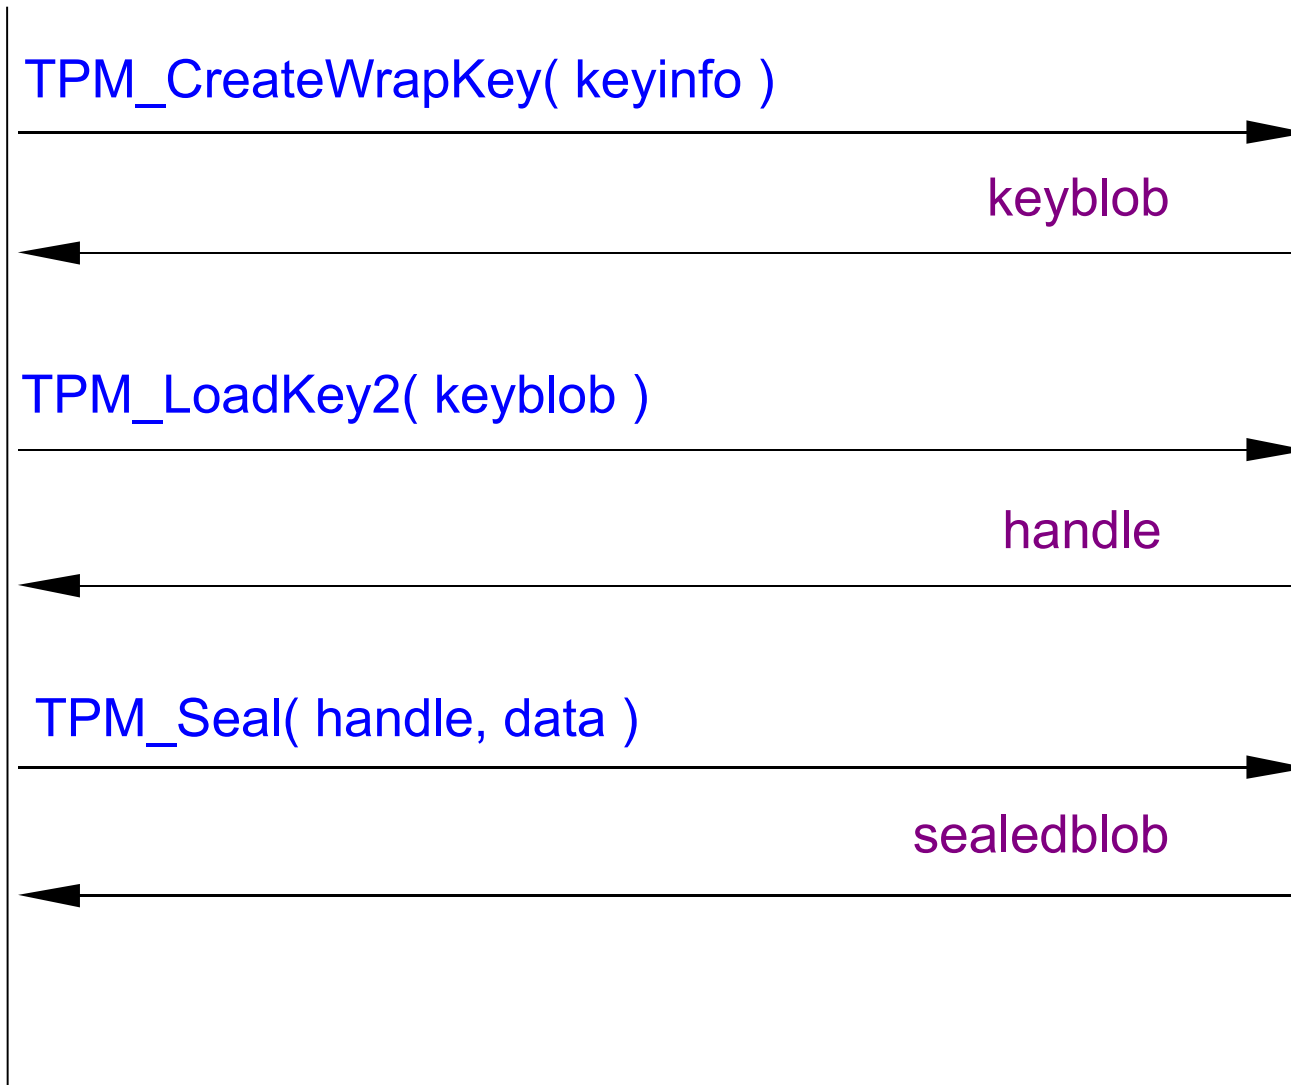 TPM_CreateWrapKey( keyinfo )
keyblob
TPM_LoadKey2( keyblob )
handle
TPM_Seal( handle, data )
sealedblob